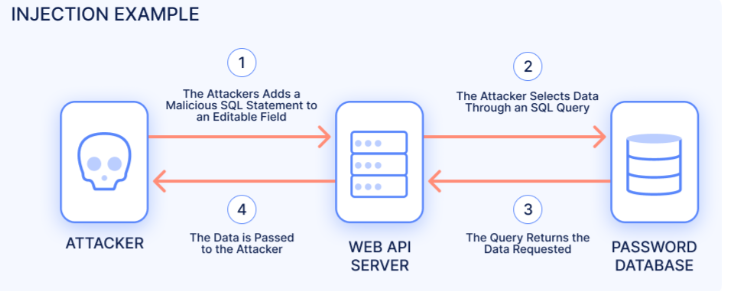 INJECTION EXAMPLE
1
The Attackers Adds a
Malicious SQL Statement to
an Editable Field
2
The Attacker Selects Data
Through an SQL Query
ATTACKER
4
The Data is Passed
to the Attacker
WEB API
SERVER
3
The Query Returns the
Data Requested
PASSWORD
DATABASE